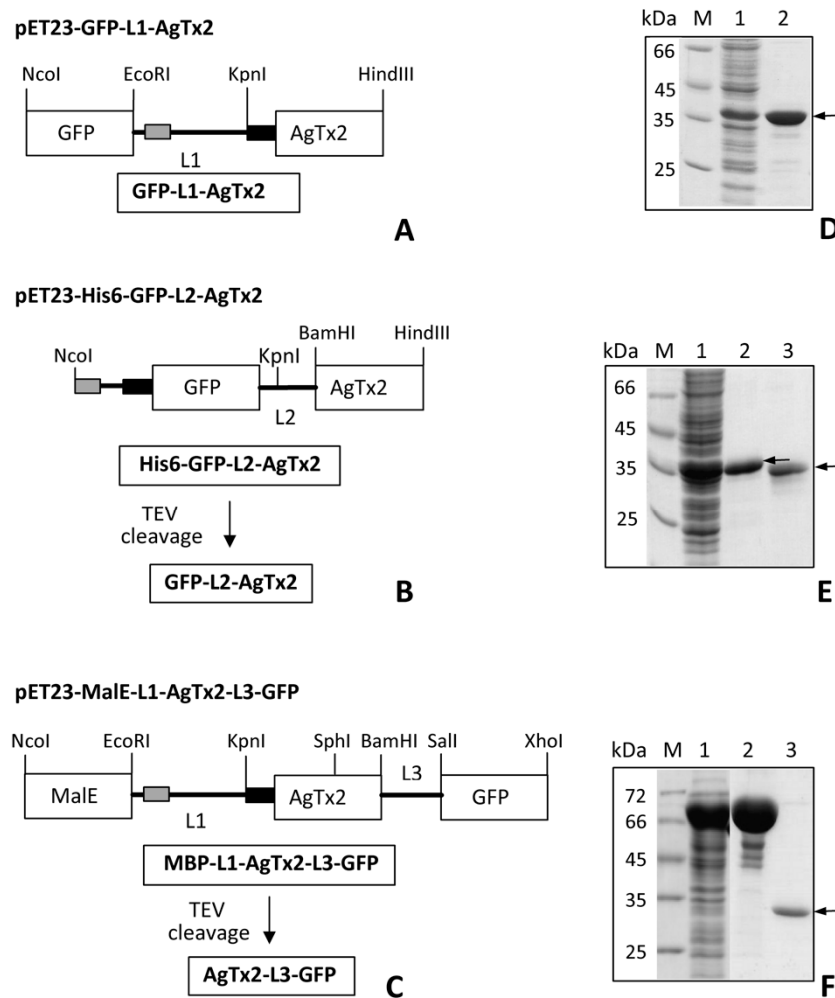 pET23-GFP-L1-AgTx2
NcoI EcoRI KpnI HindIII
GFP AgTx2
L1
GFP-L1-AgTx2
A
kDa M 1 2
66
45
35
25
D
pET23-His6-GFP-L2-AgTx2
BamHI HindIII
NcoI KpnI
GFP AgTx2
L2
His6-GFP-L2-AgTx2
TEV
cleavage
GFP-L2-AgTx2
B
kDa M 1 2 3
66
45
35
25
E
pET23-MalE-L1-AgTx2-L3-GFP
NcoI EcoRI KpnI SphI BamHI SalI XhoI
L3
MalE AgTx2 GFP
L1
MBP-L1-AgTx2-L3-GFP
TEV
cleavage
AgTx2-L3-GFP
C
kDa M 1 2 3
72
66
45
35
25
F